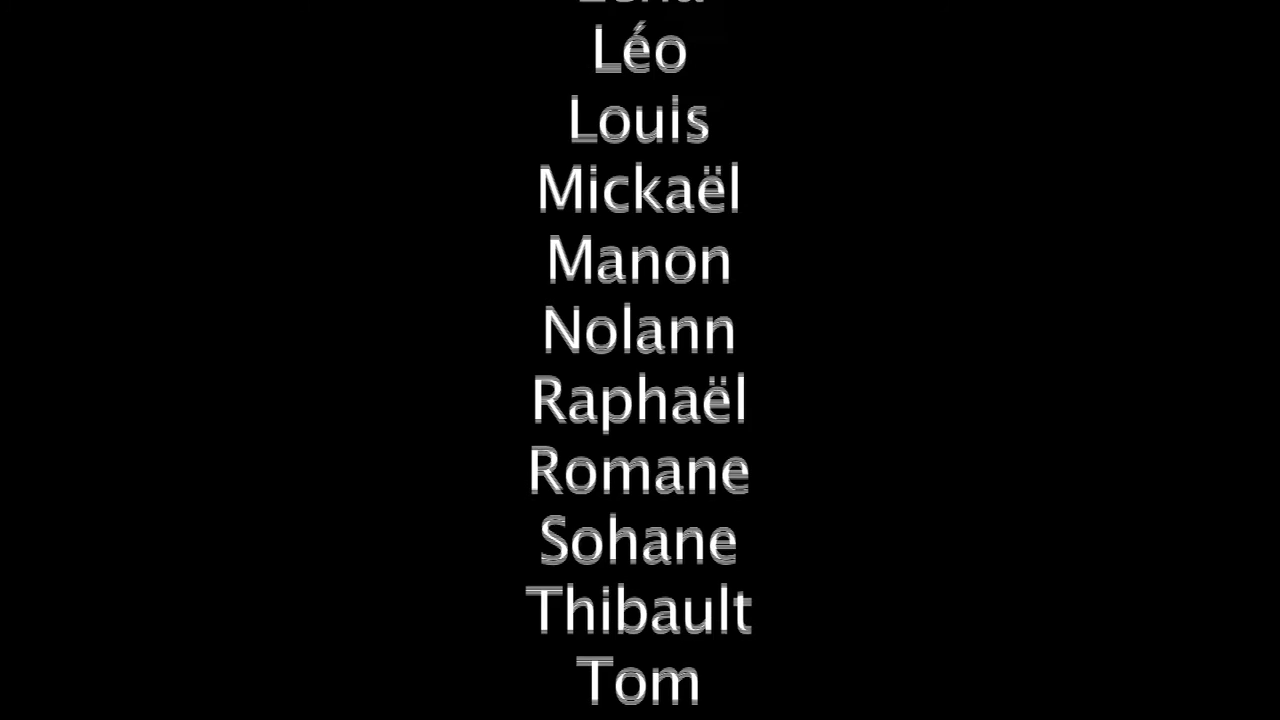 Léo
Louis
Mickaël
Manon
Nolann
Raphaël
Romane
Sohane
Thibault
Tom